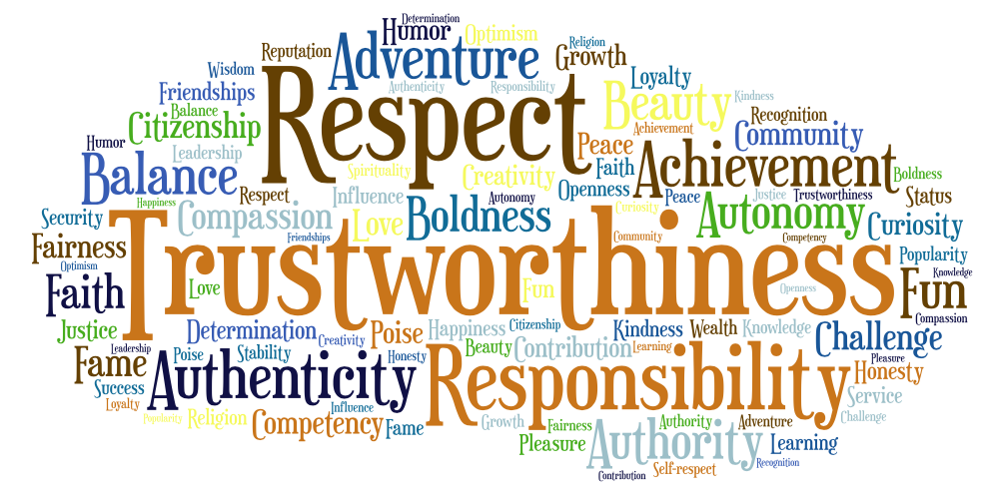 Determination
Humor
Optimism
Religion
Reputation
Adventure
Growth
Wisdom
Loyalty
Friendships
Authenticity
Responsibility
Respect
Beauty
Kindness
Balance
Citizenship
Achievement
Recognition
Community
Humor
Leadership
Peace
Balance
Spirituality
Creativity
Faith
Achievement
Boldness
Openness
Respect
Influence
Autonomy
Peace
Justice
Trustworthiness
Status
Happiness
Security
Compassion
Love
Boldness
Curiosity
Autonomy
Curiosity
Friendships
Community
Competency
Fairness
Trustworthiness
Popularity
Optimism
Knowledge
Faith
Love
Fun
Openness
Fun
Compassion
Justice
Determination
Poise
Happiness
Citizenship
Kindness
Wealth
Knowledge
Challenge
Creativity
Leadership
Poise
Stability
Honesty
Beauty
Contribution
Learning
Pleasure
Fame
Authenticity
Responsibility
Honesty
Success
Service
Loyalty
Influence
Popularity
Religion
Competency
Fame
Growth
Fairness
Authority
Adventure
Challenge
Pleasure
Authority
Learning
Recognition
Self-respect
Contribution